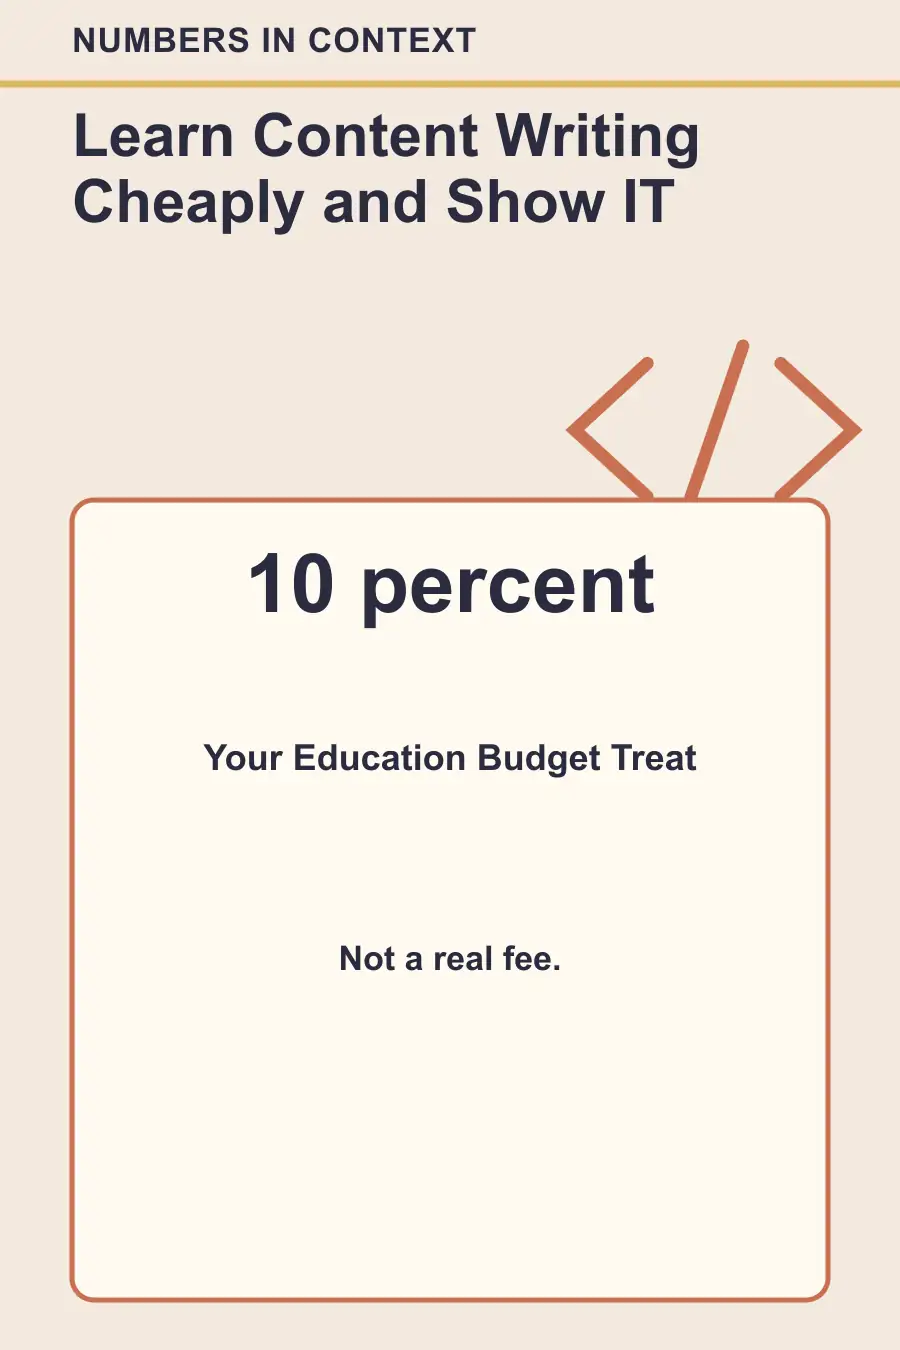 NUMBERS IN CONTEXT
Learn Content Writing
Cheaply and Show IT
10 percent
Your Education Budget Treat
Not a real fee.